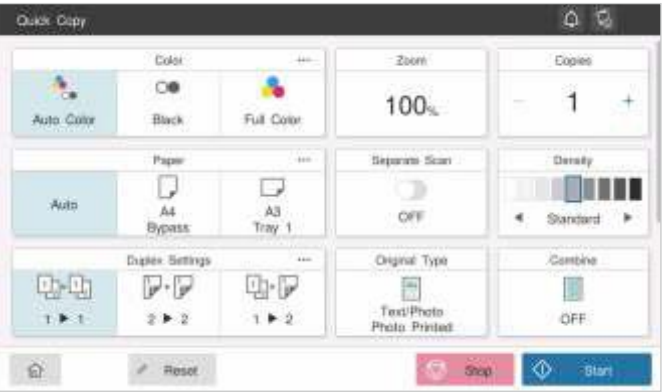 Quick Copy
Color
Zoom
Copies
Auto Color
Black
Full Color
100%
- 1 +
Paper
Separate Scan
Density
Auto
A4
Bypass
A3
Tray 1
OFF
Standard
Duplex Settings
Original Type
Combine
1 ▶ 1
2 ▶ 2
1 ▶ 2
Text/Photo
Photo Printed
OFF
Reset
Stop
Start